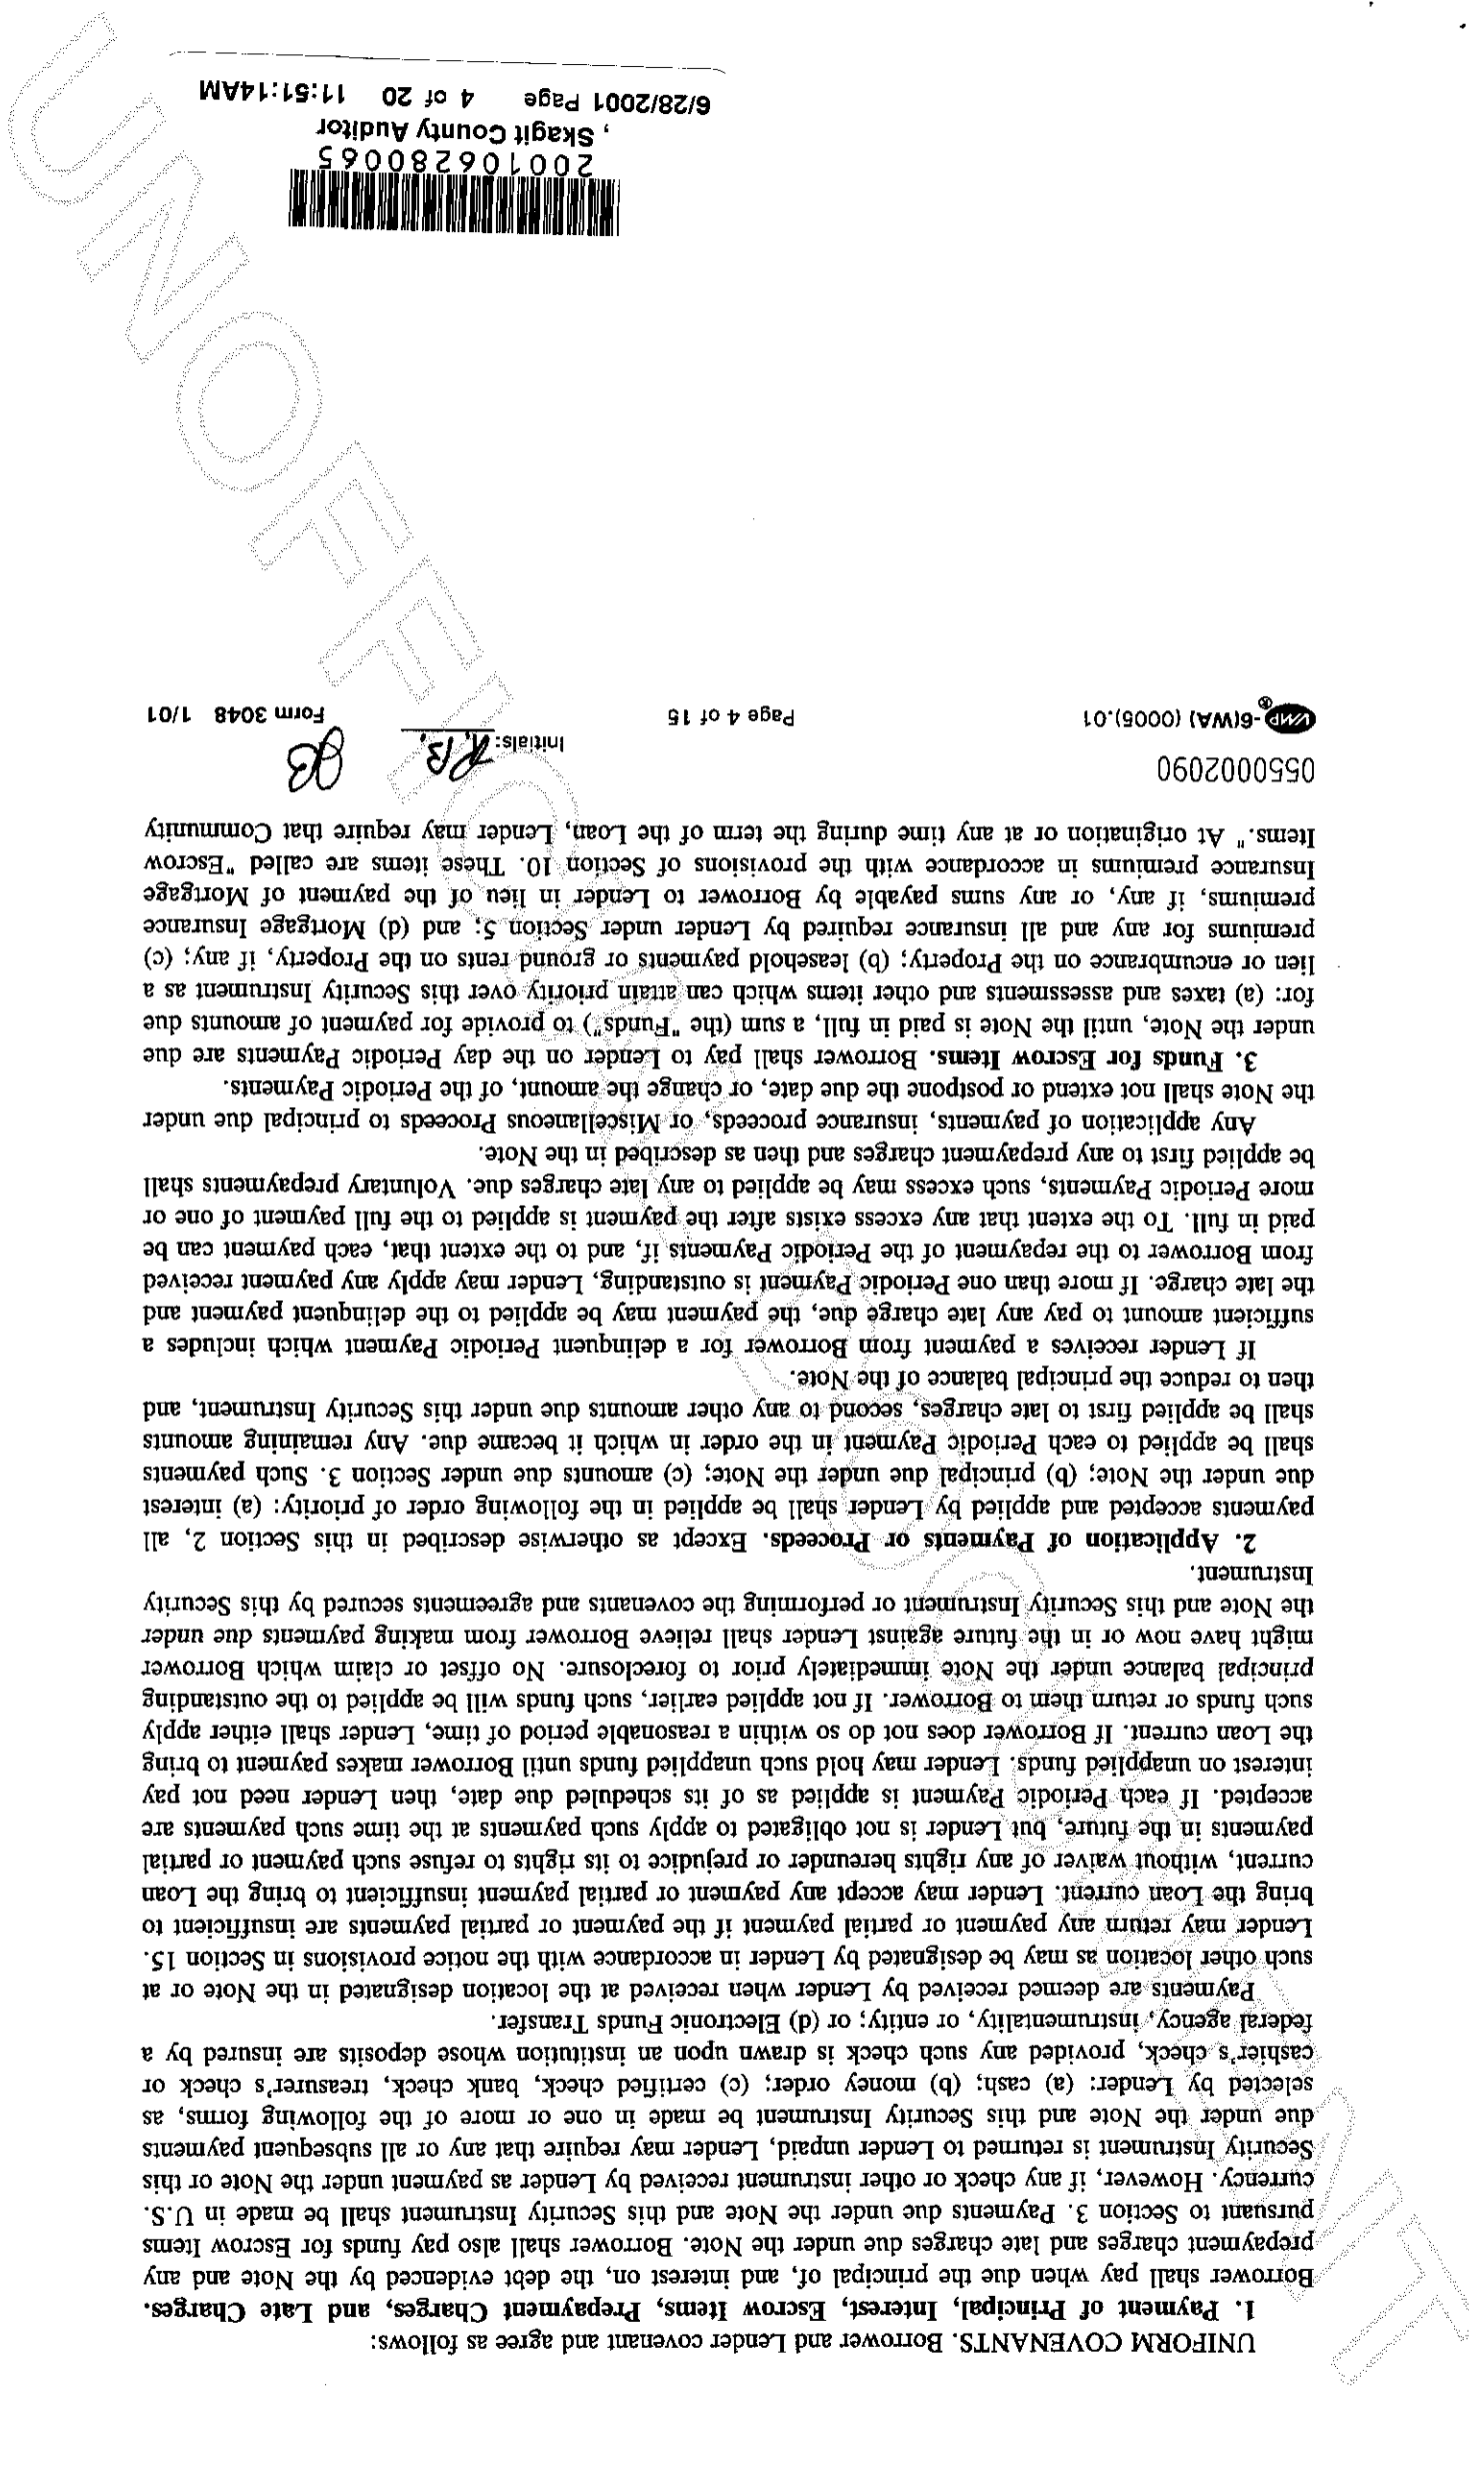 UNIFORM COVENANTS. Borrower and Lender covenant and agree as follows:
1. Payment of Principal, Interest, Escrow Items, Prepayment Charges, and Late Charges.
Borrower shall pay when due the principal of, and interest on, the debt evidenced by the Note and any
prepayment charges and late charges due under the Note. Borrower shall also pay funds for Escrow Items
pursuant to Section 3. Payments due under the Note and this Security Instrument shall be made in U.S.
currency. However, if any check or other instrument received by Lender as payment under the Note or this
Security Instrument is returned to Lender unpaid, Lender may require that any or all subsequent payments
due under the Note and this Security Instrument be made in one or more of the following forms, as
selected by Lender: (a) cash; (b) money order; (c) certified check, bank check, treasurer's check or
cashier's check, provided any such check is drawn upon an institution whose deposits are insured by a
federal agency, instrumentality, or entity; or (d) Electronic Funds Transfer.
Payments are deemed received by Lender when received at the location designated in the Note or at
such other location as may be designated by Lender in accordance with the notice provisions in Section 15.
Lender may return any payment or partial payment if the payment or partial payments are insufficient to
bring the Loan current. Lender may accept any payment or partial payment insufficient to bring the Loan
current, without waiver of any rights hereunder or prejudice to its rights to refuse such payment or partial
payments in the future, but Lender is not obligated to apply such payments at the time such payments are
accepted. If each Periodic Payment is applied as of its scheduled due date, then Lender need not pay
interest on unapplied funds. Lender may hold such unapplied funds until Borrower makes payment to bring
the Loan current. If Borrower does not do so within a reasonable period of time, Lender shall either apply
such funds or return them to Borrower. If not applied earlier, such funds will be applied to the outstanding
principal balance under the Note immediately prior to foreclosure. No offset or claim which Borrower
might have now or in the future against Lender shall relieve Borrower from making payments due under
the Note and this Security Instrument or performing the covenants and agreements secured by this Security
Instrument.
2. Application of Payments or Proceeds. Except as otherwise described in this Section 2, all
payments accepted and applied by Lender shall be applied in the following order of priority: (a) interest
due under the Note; (b) principal due under the Note; (c) amounts due under Section 3. Such payments
shall be applied to each Periodic Payment in the order in which it became due. Any remaining amounts
shall be applied first to late charges, second to any other amounts due under this Security Instrument, and
then to reduce the principal balance of the Note.
If Lender receives a payment from Borrower for a delinquent Periodic Payment which includes a
sufficient amount to pay any late charge due, the payment may be applied to the delinquent payment and
the late charge. If more than one Periodic Payment is outstanding, Lender may apply any payment received
from Borrower to the repayment of the Periodic Payments if, and to the extent that, each payment can be
paid in full. To the extent that any excess exists after the payment is applied to the full payment of one or
more Periodic Payments, such excess may be applied to any late charges due. Voluntary prepayments shall
be applied first to any prepayment charges and then as described in the Note.
Any application of payments, insurance proceeds, or Miscellaneous Proceeds to principal due under
the Note shall not extend or postpone the due date, or change the amount, of the Periodic Payments.
3. Funds for Escrow Items. Borrower shall pay to Lender on the day Periodic Payments are due
under the Note, until the Note is paid in full, a sum (the "Funds") to provide for payment of amounts due
for: (a) taxes and assessments and other items which can attain priority over this Security Instrument as a
lien or encumbrance on the Property; (b) leasehold payments or ground rents on the Property, if any; (c)
premiums for any and all insurance required by Lender under Section 5; and (d) Mortgage Insurance
premiums, if any, or any sums payable by Borrower to Lender in lieu of the payment of Mortgage
Insurance premiums in accordance with the provisions of Section 10. These items are called "Escrow
Items." At origination or at any time during the term of the Loan, Lender may require that Community
0550002090
Initials: R.B. JB
VMP®-6(WA) (0005).01 Page 4 of 15 Form 3048 1/01
200106280065
, Skagit County Auditor
6/28/2001 Page 4 of 20 11:51:14AM
UNOFFICIAL DOCUMENT